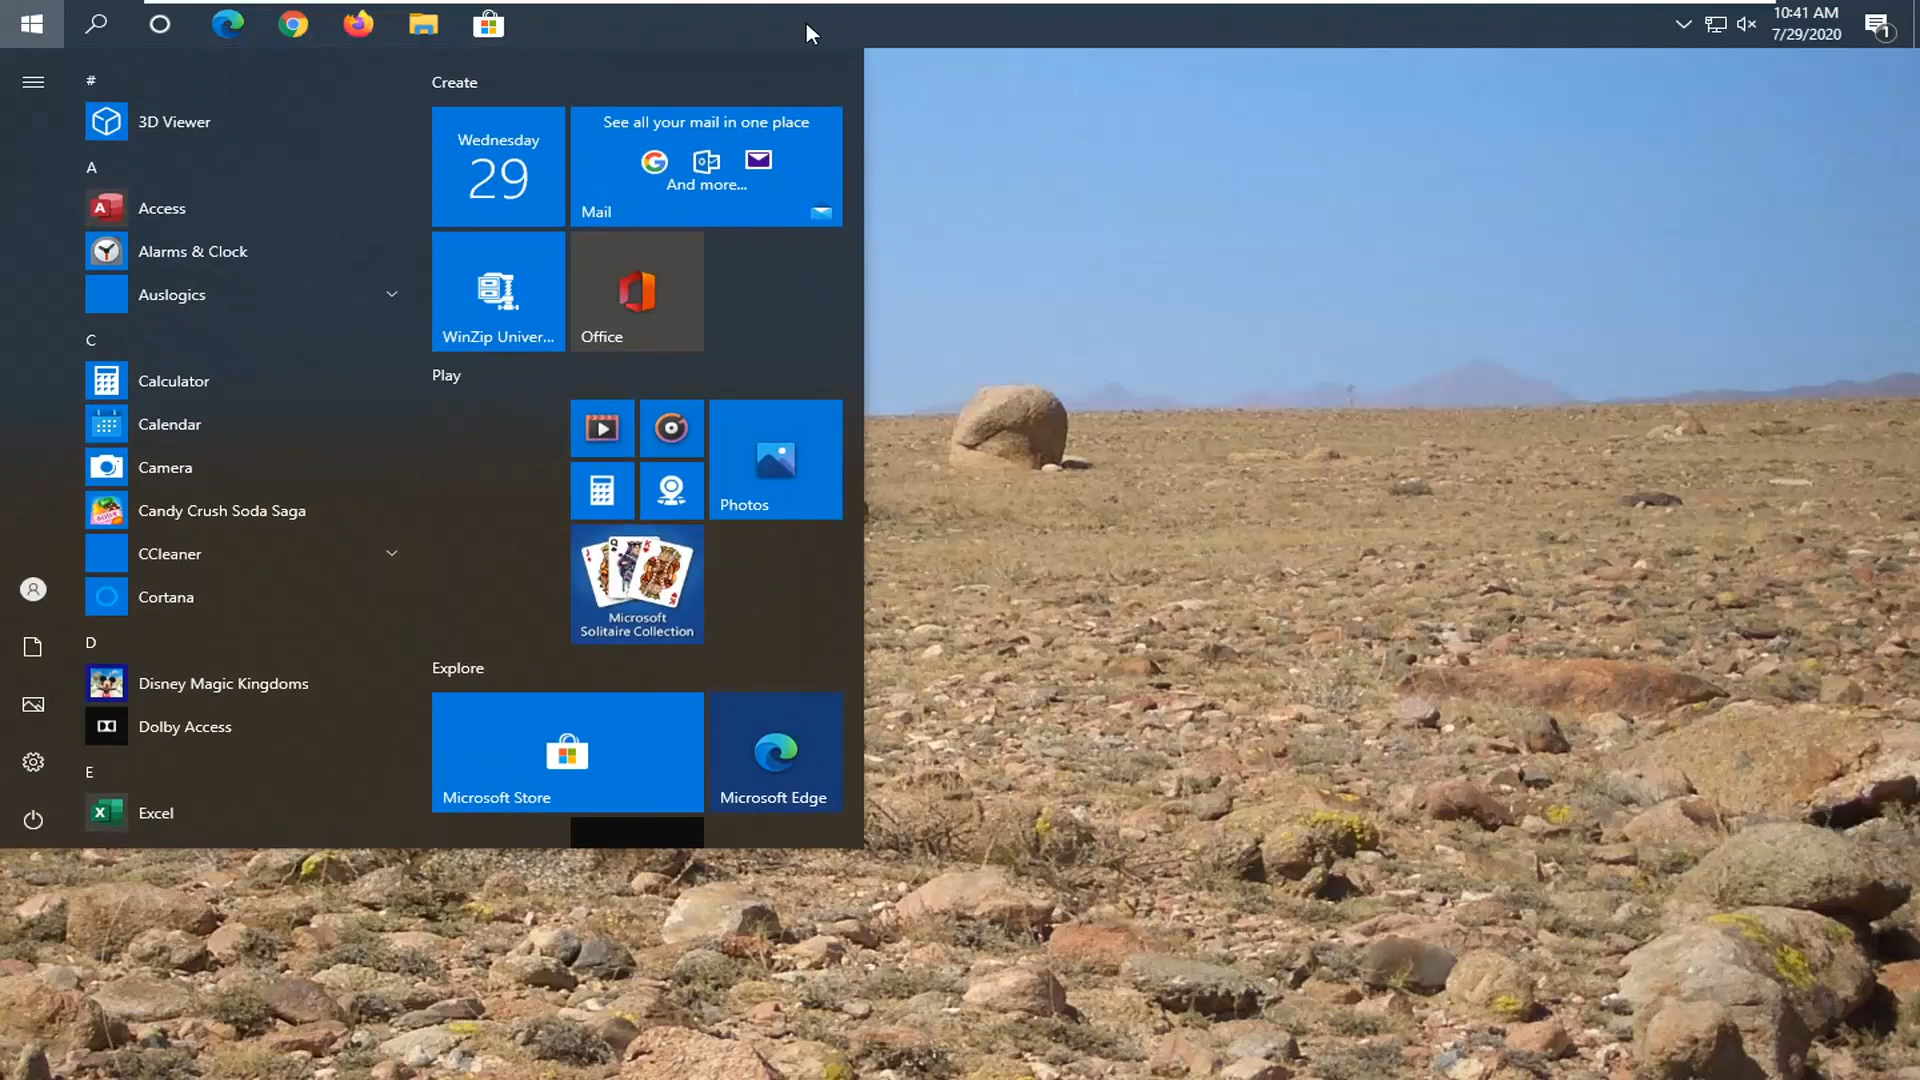 10:41 AM
7/29/2020
1
#
3D Viewer
A
Access
Alarms & Clock
Auslogics
C
Calculator
Calendar
Camera
Candy Crush Soda Saga
CCleaner
Cortana
D
Disney Magic Kingdoms
Dolby Access
E
Excel
Create
Wednesday
29
See all your mail in one place
And more...
Mail
WinZip Univer...
Office
Play
Photos
Microsoft
Solitaire Collection
Explore
Microsoft Store
Microsoft Edge